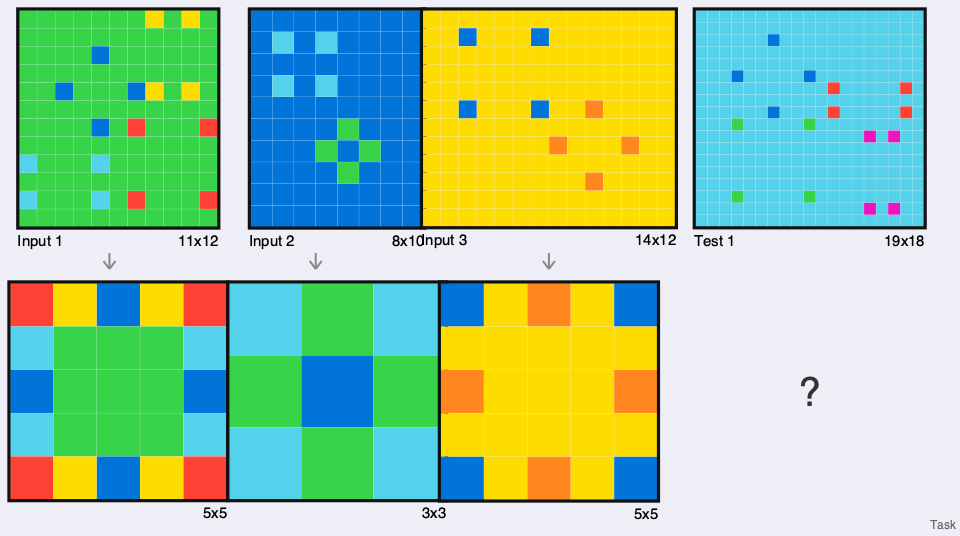 Input 1 11x12
Input 2 8x10
Input 3 14x12
Test 1 19x18
?
5x5
3x3
5x5
Task